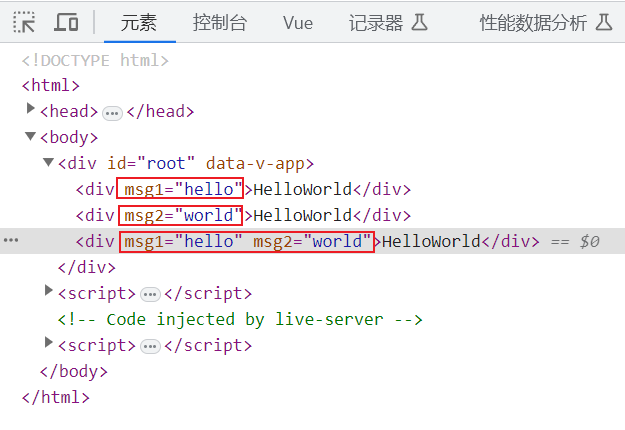 元素 控制台 Vue 记录器 性能数据分析
<!DOCTYPE html>
<html>
<head>…</head>
<body>
<div id="root" data-v-app>
<div msg1="hello">HelloWorld</div>
<div msg2="world">HelloWorld</div>
… <div msg1="hello" msg2="world">HelloWorld</div> == $0
</div>
<script>…</script>
<!-- Code injected by live-server -->
<script>…</script>
</body>
</html>